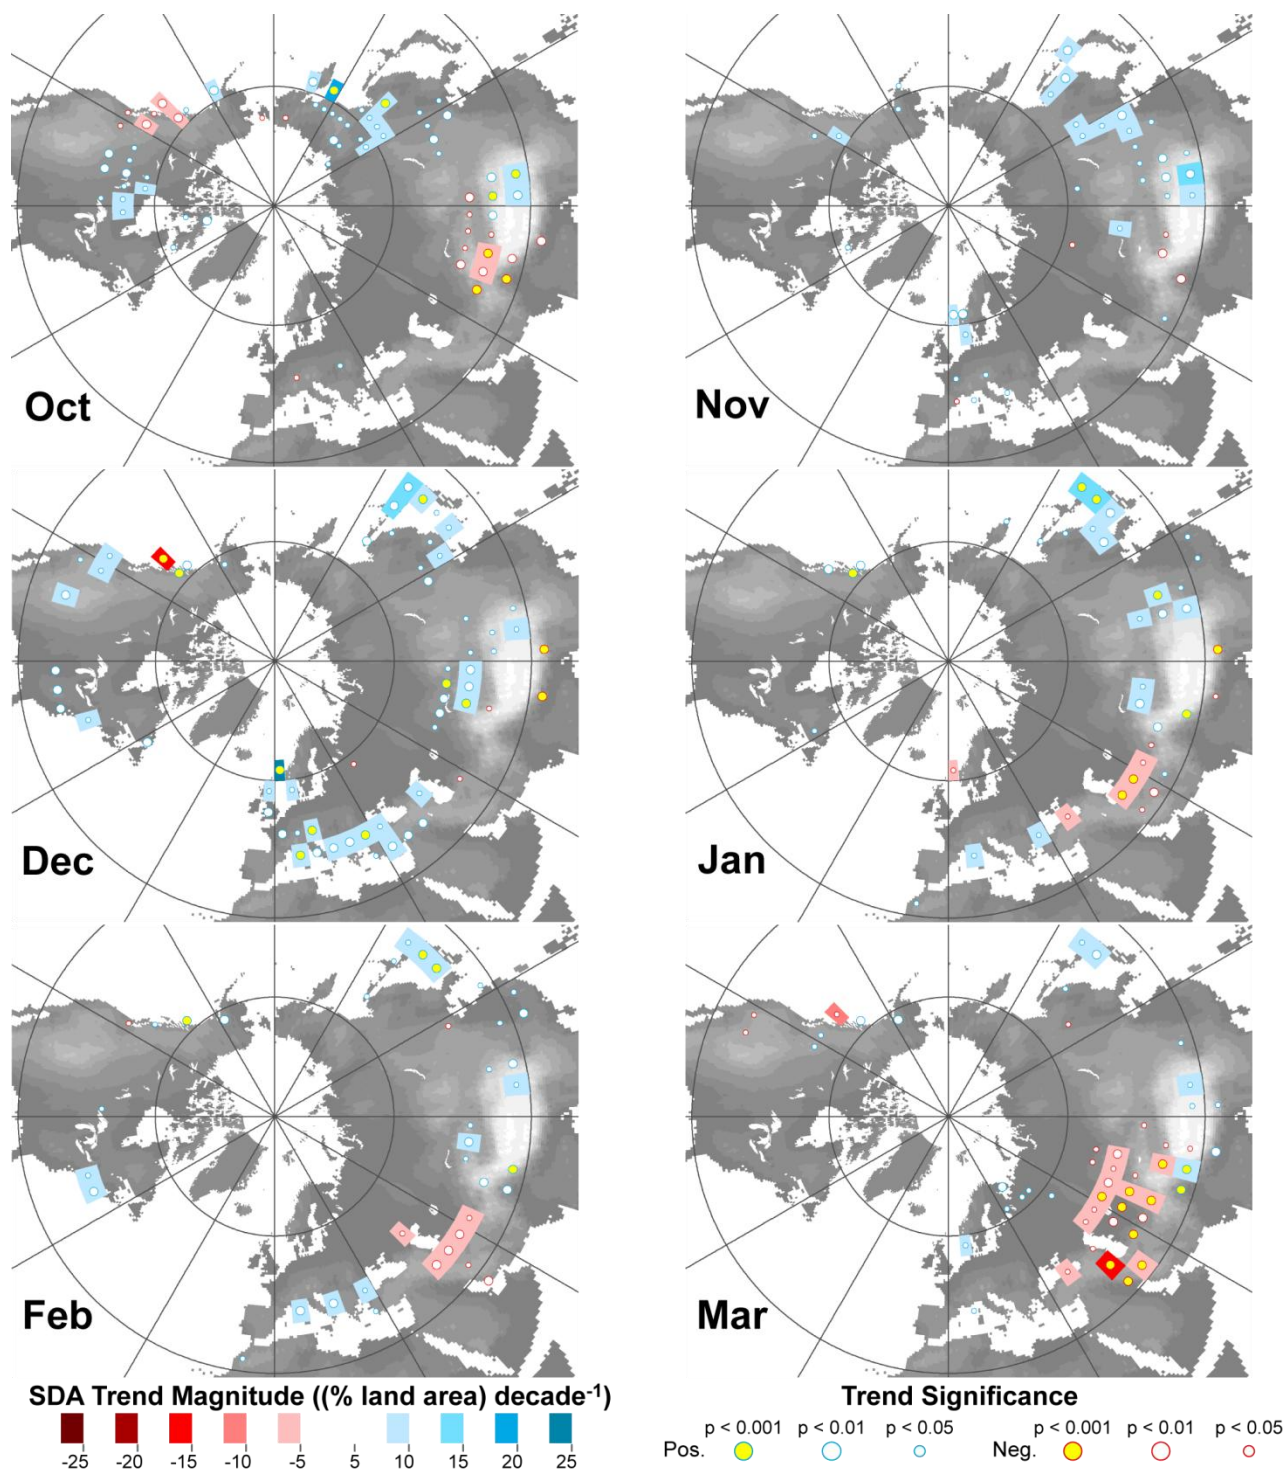 Oct
Nov
Dec
Jan
Feb
Mar
SDA Trend Magnitude ((% land area) decade⁻¹)
-25 -20 -15 -10 -5 5 10 15 20 25
Trend Significance
p < 0.001 p < 0.01 p < 0.05 p < 0.001 p < 0.01 p < 0.05
Pos. Neg.